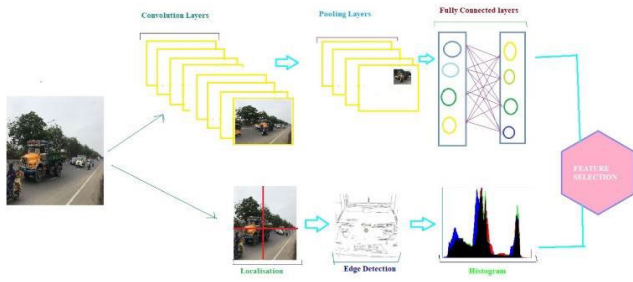 Convolution Layers
Pooling Layers
Fully Connected layers
FEATURE
SELECTION
Localisation
Edge Detection
Histogram